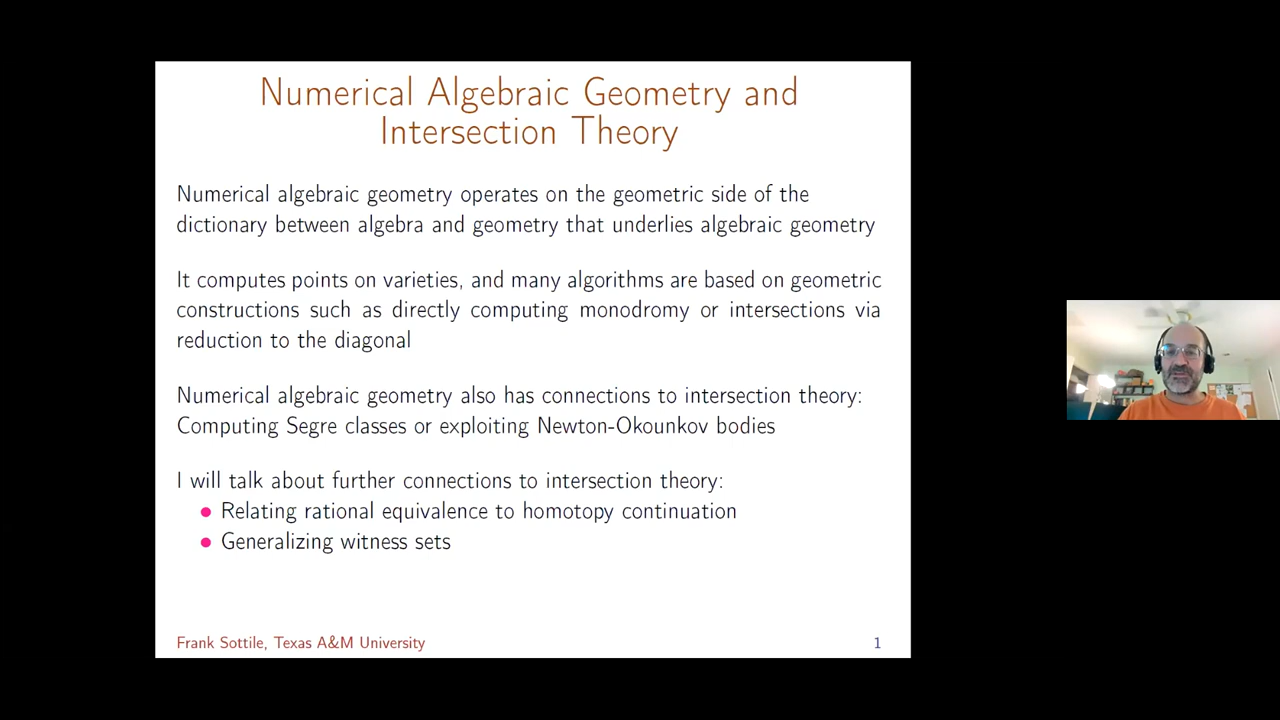 Numerical Algebraic Geometry and
Intersection Theory
Numerical algebraic geometry operates on the geometric side of the
dictionary between algebra and geometry that underlies algebraic geometry
It computes points on varieties, and many algorithms are based on geometric
constructions such as directly computing monodromy or intersections via
reduction to the diagonal
Numerical algebraic geometry also has connections to intersection theory:
Computing Segre classes or exploiting Newton-Okounkov bodies
I will talk about further connections to intersection theory:
● Relating rational equivalence to homotopy continuation
● Generalizing witness sets
Frank Sottile, Texas A&M University
1